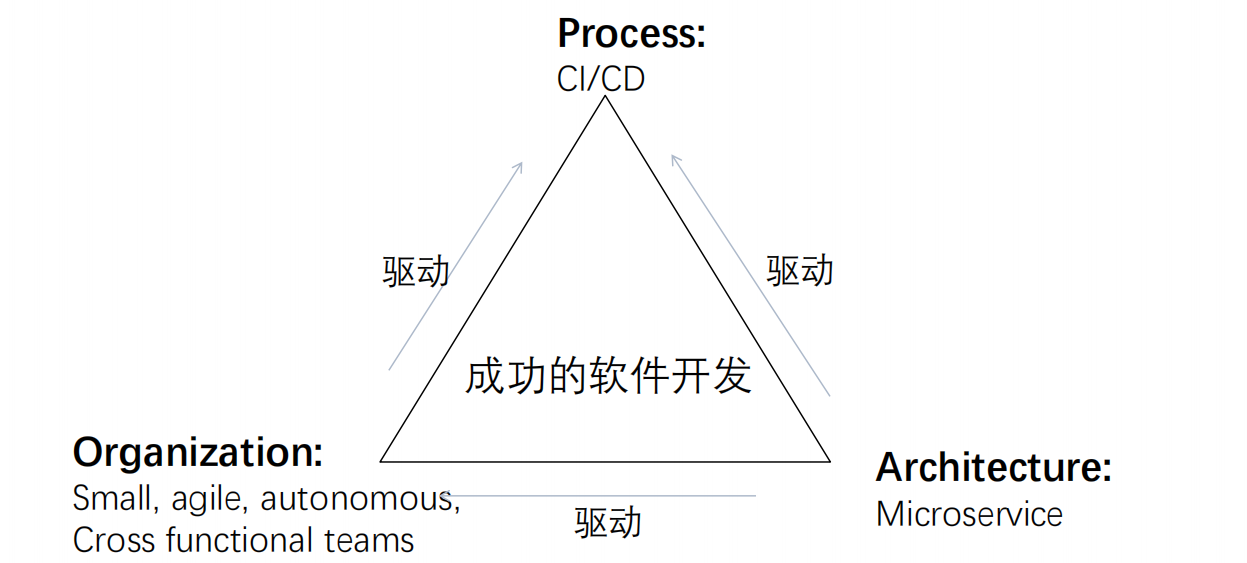 Process:
CI/CD
驱动
驱动
成功的软件开发
Organization:
Small, agile, autonomous,
Cross functional teams
Architecture:
Microservice
驱动